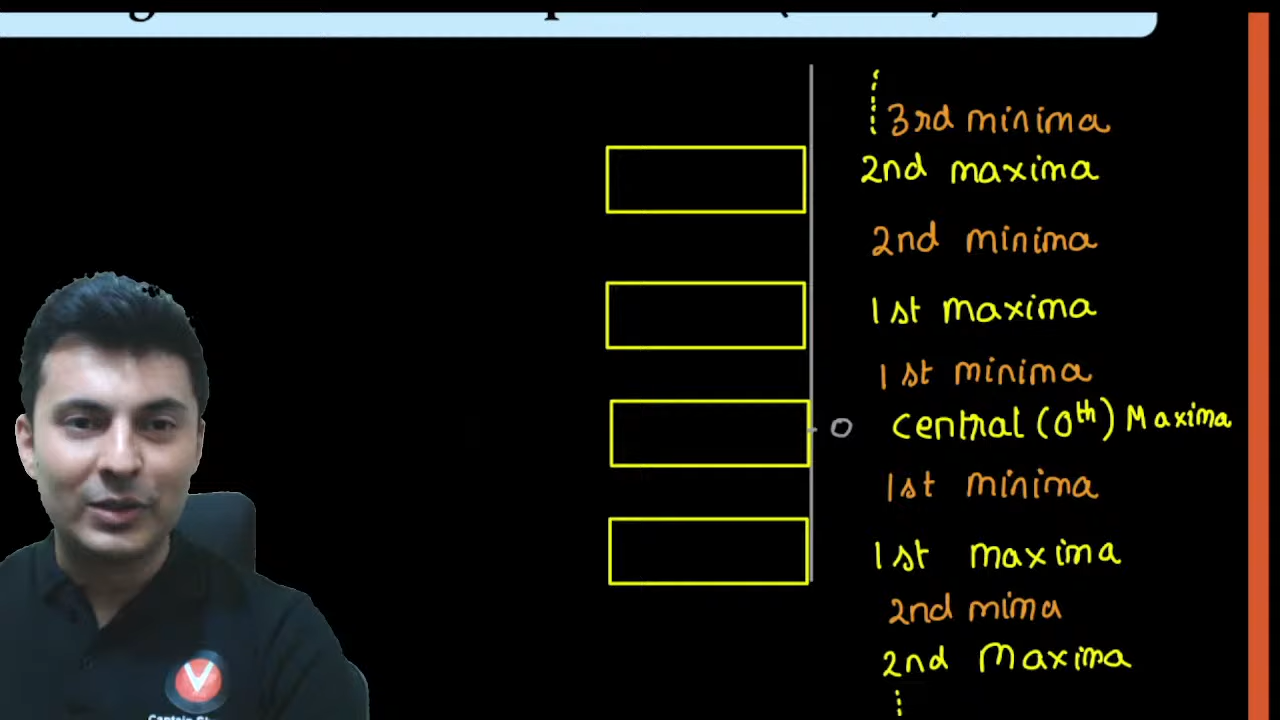 3rd minima
2nd maxima
2nd minima
1st maxima
1st minima
O central (0th) Maxima
1st minima
1st maxima
2nd mima
2nd Maxima
V